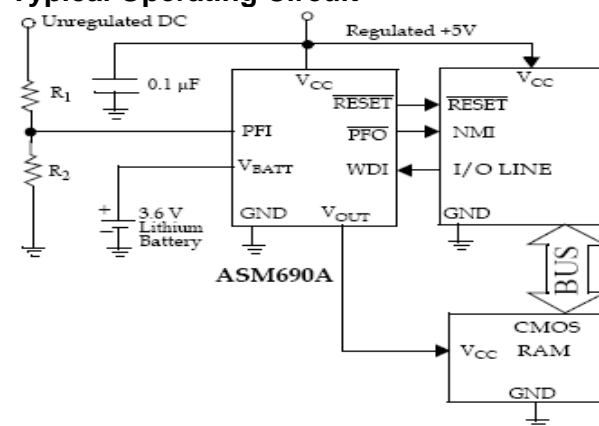 Typical Operating Circuit
Unregulated DC
Regulated +5V
0.1 μF
R1
R2
VCC
RESET
PFI
PFO
VBATT
WDI
GND
VOUT
3.6 V
Lithium
Battery
ASM690A
VCC
RESET
NMI
I/O LINE
GND
BUS
CMOS
VCC RAM
GND